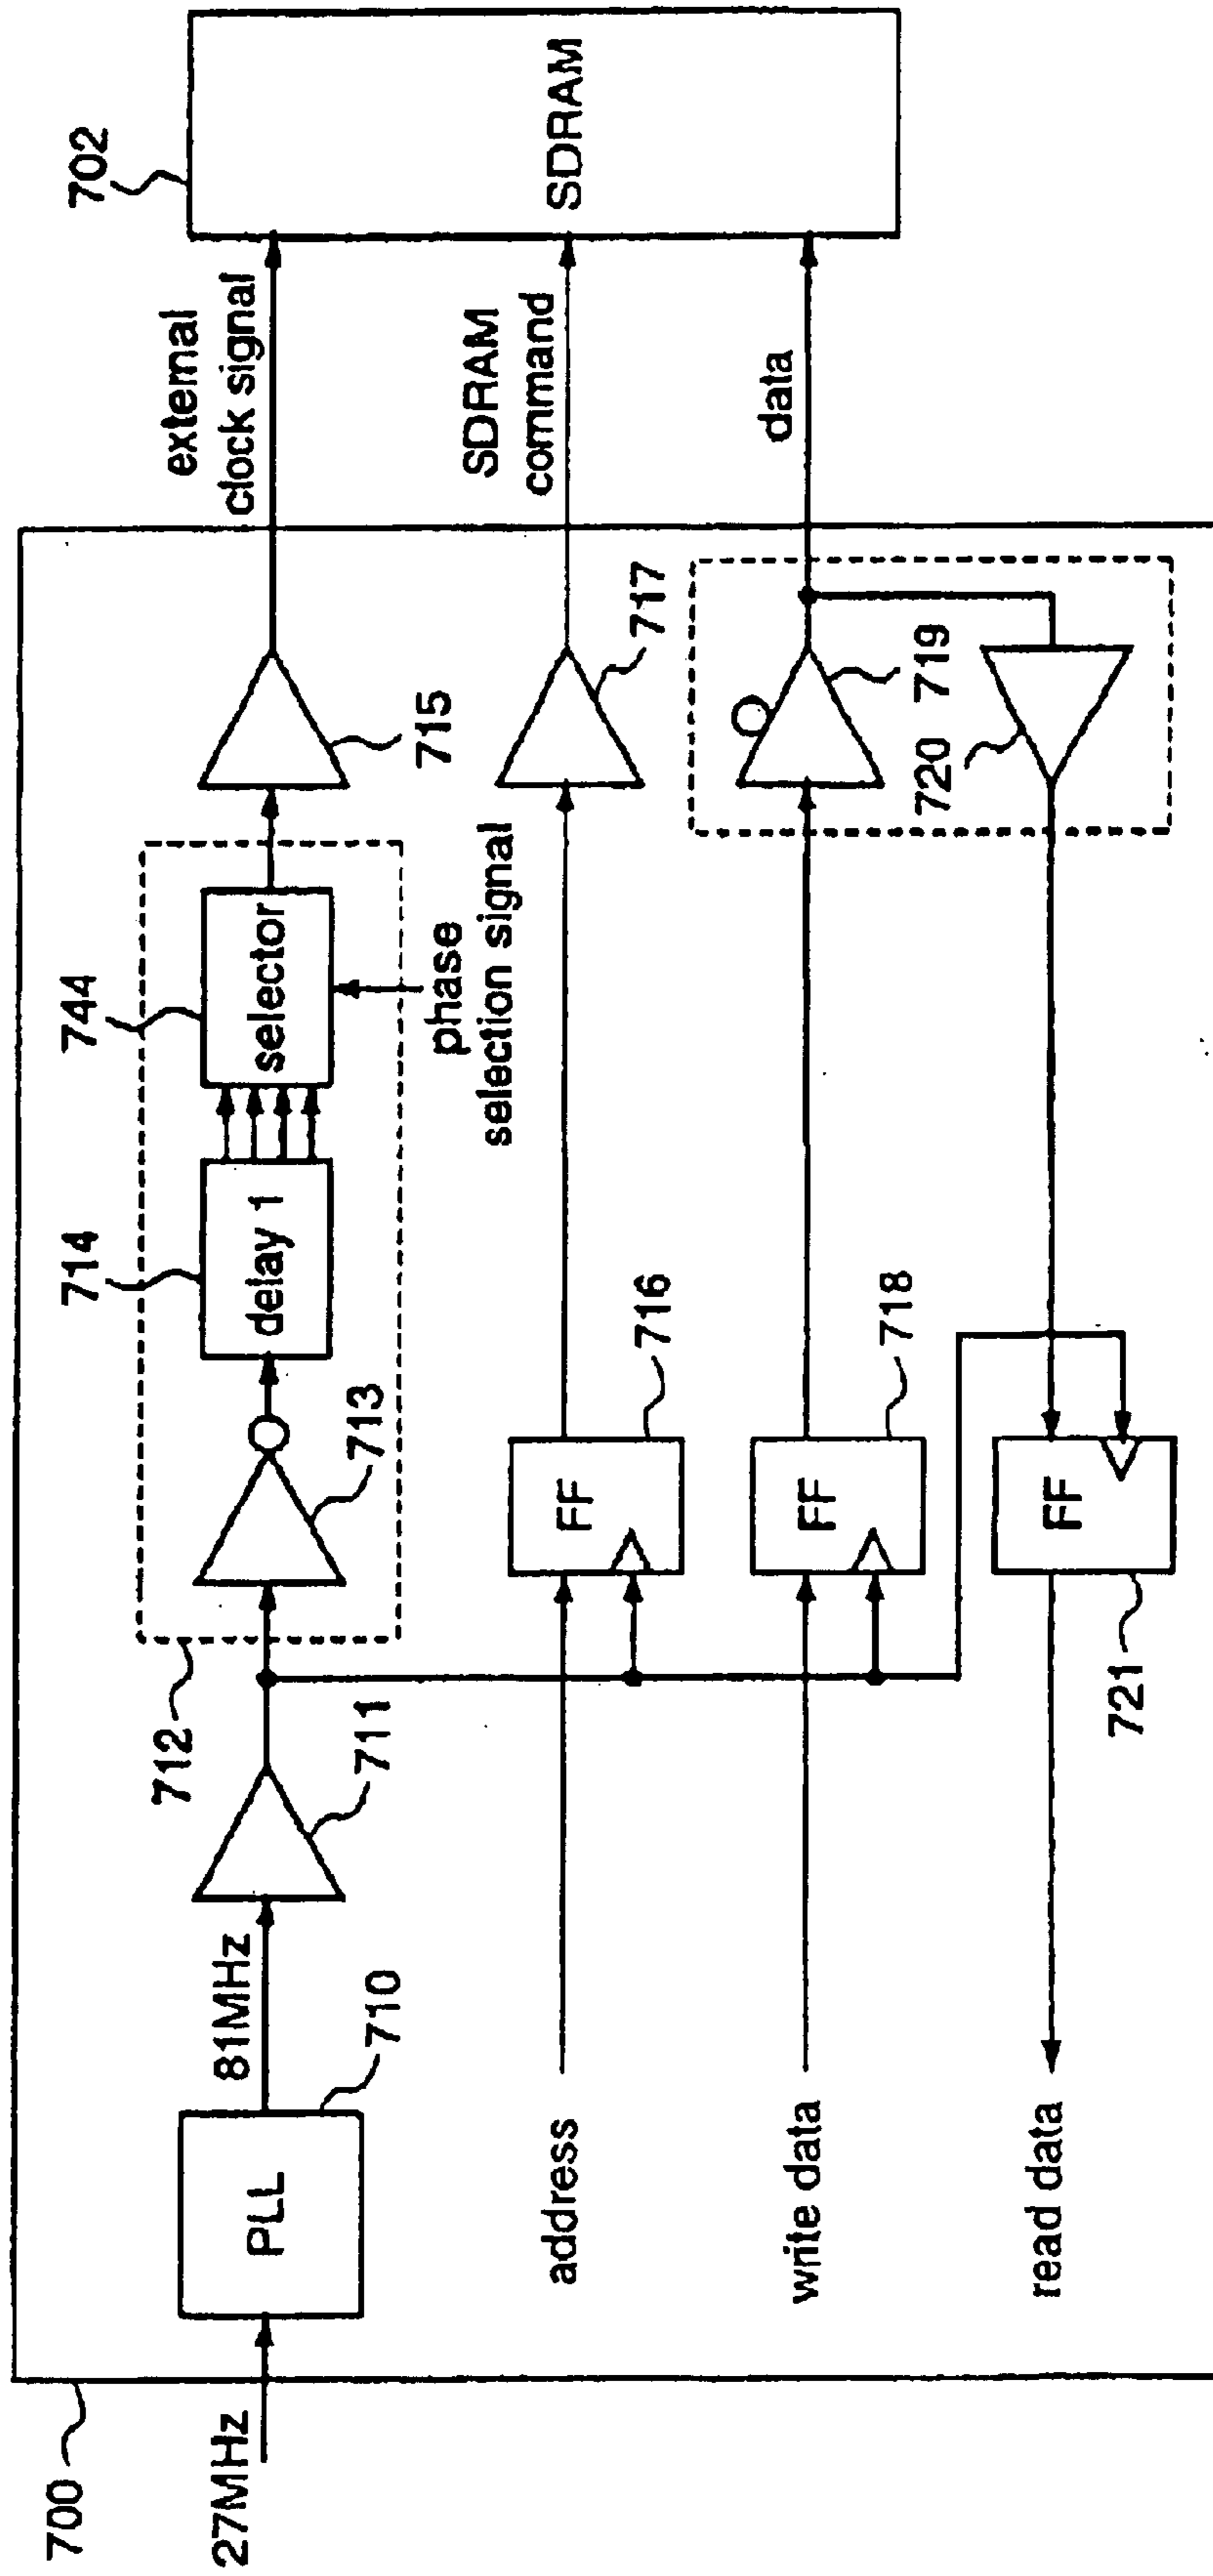 700
27MHz
PLL
710
81MHz
711
712
713
714
delay 1
744
selector
phase
selection signal
715
external
clock signal
702
SDRAM
address
FF
716
717
SDRAM
command
write data
FF
718
719
720
data
read data
FF
721